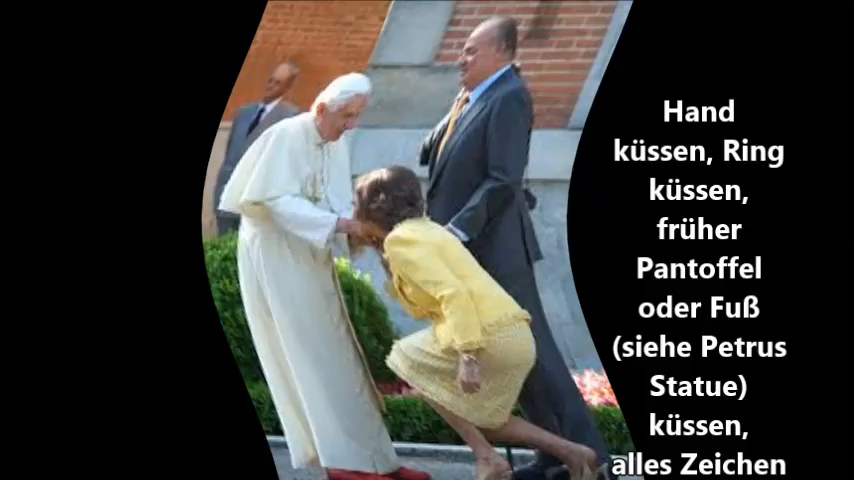 Hand
küssen, Ring
küssen,
früher
Pantoffel
oder Fuß
(siehe Petrus
Statue)
küssen,
alles Zeichen